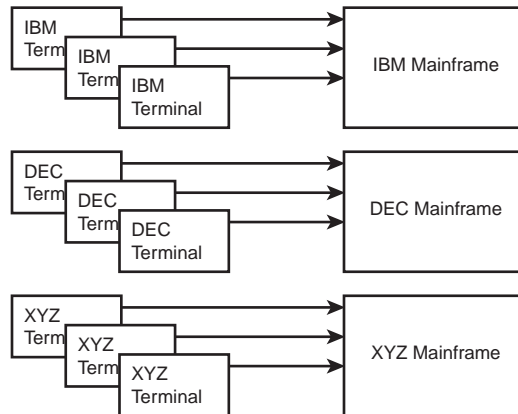 IBM
Term
IBM
Term
IBM
Terminal
IBM Mainframe
DEC
Term
DEC
Term
DEC
Terminal
DEC Mainframe
XYZ
Term
XYZ
Term
XYZ
Terminal
XYZ Mainframe